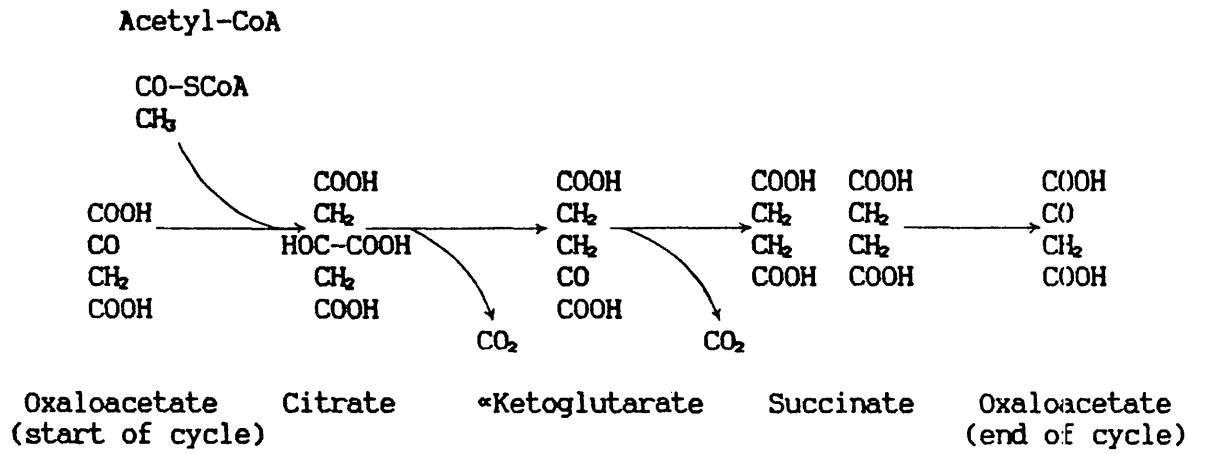 Acetyl-CoA
CO-SCoA
CH₃
COOH
CO
CH₂
COOH
COOH
CH₂
HOC-COOH
CH₂
COOH
CO₂
COOH
CH₂
CH₂
CO
COOH
CO₂
COOH COOH
CH₂ CH₂
CH₂ CH₂
COOH COOH
COOH
CO
CH₂
COOH
Oxaloacetate Citrate ∝Ketoglutarate Succinate Oxaloacetate
(start of cycle) (end of cycle)